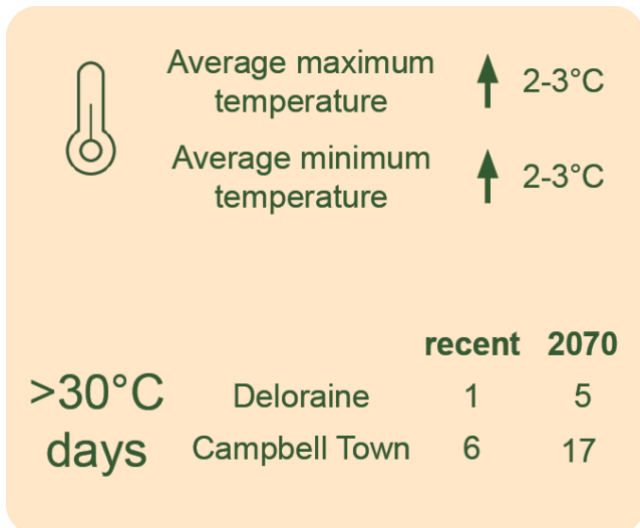 Average maximum
temperature
2-3°C
Average minimum
temperature
2-3°C
recent 2070
>30°C
days
Deloraine 1 5
Campbell Town 6 17